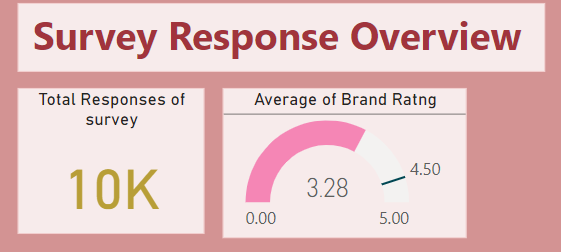 Survey Response Overview
Total Responses of
survey
10K
Average of Brand Ratng
4.50
3.28
0.00
5.00